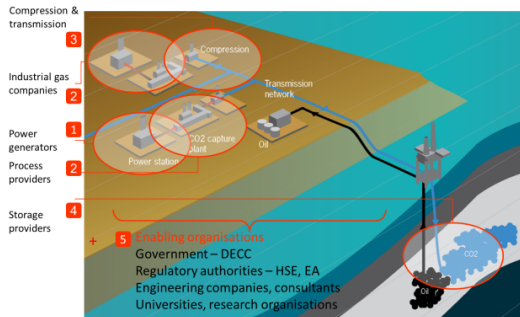 Compression &
transmission
3
Compression
Industrial gas
companies
2
Transmission
network
1
Power
generators
CO2 capture
plant
Power station
Oil
Process
providers
2
4
Storage
providers
+
5 Enabling organisations
Government – DECC
Regulatory authorities – HSE, EA
Engineering companies, consultants
Universities, research organisations
CO2
Oil